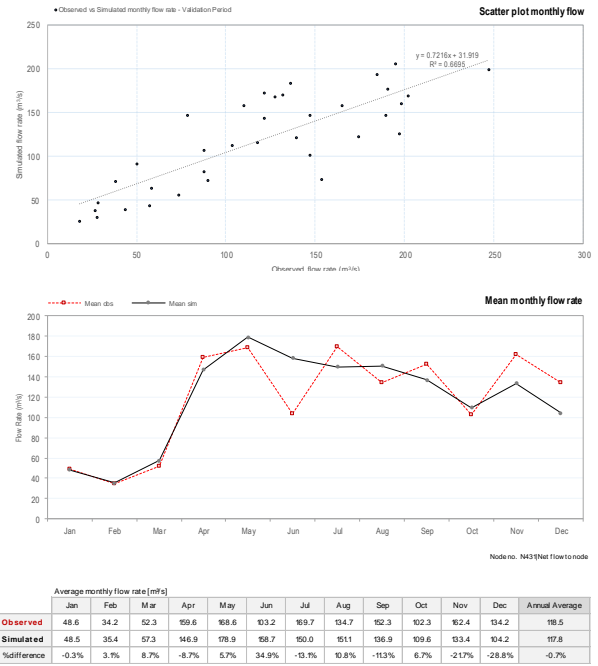 Observed vs Simulated monthly flow rate - Validation Period
Scatter plot monthly flow
y = 0.7216x + 31.919
R² = 0.6695
250
200
150
100
50
0
Simulated flow rate (m³/s)
0 50 100 150 200 250 300
Observed flow rate (m³/s)
Mean obs Mean sim
Mean monthly flow rate
200
180
160
140
120
100
80
60
40
20
0
Flow Rate (m³/s)
Jan Feb Mar Apr May Jun Jul Aug Sep Oct Nov Dec
Node no. N431|Net flow to node
Average monthly flow rate [m³/s]
Jan Feb Mar Apr May Jun Jul Aug Sep Oct Nov Dec Annual Average
Observed 48.6 34.2 52.3 159.6 168.6 103.2 169.7 134.7 152.3 102.3 162.4 134.2 118.5
Simulated 48.5 35.4 57.3 146.9 178.9 158.7 150.0 151.1 136.9 109.6 133.4 104.2 117.8
%difference -0.3% 3.1% 8.7% -8.7% 5.7% 34.9% -13.1% 10.8% -11.3% 6.7% -21.7% -28.8% -0.7%